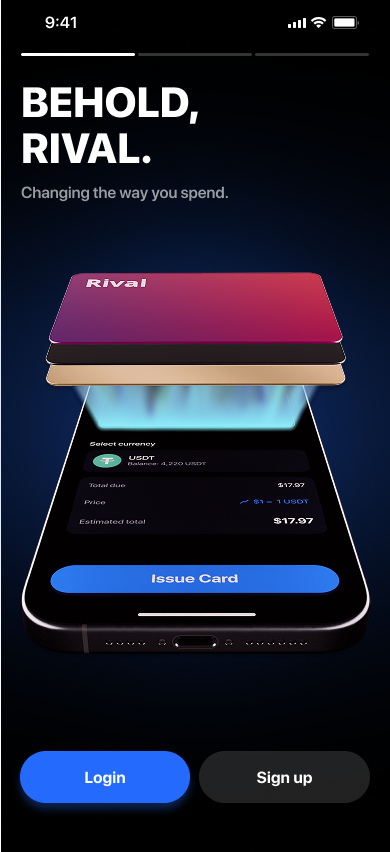 9:41
BEHOLD,
RIVAL.
Changing the way you spend.
Rival
Select currency
USDT
Balance: 4,220 USDT
Total due $17.97
Price $1 = 1 USDT
Estimated total $17.97
Issue Card
Login Sign up